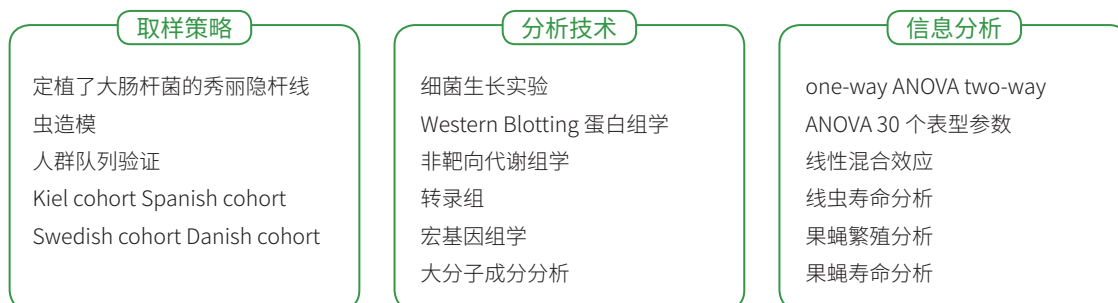 取样策略
定植了大肠杆菌的秀丽隐杆线
虫造模
人群队列验证
Kiel cohort Spanish cohort
Swedish cohort Danish cohort
分析技术
细菌生长实验
Western Blotting 蛋白组学
非靶向代谢组学
转录组
宏基因组学
大分子成分分析
信息分析
one-way ANOVA two-way
ANOVA 30 个表型参数
线性混合效应
线虫寿命分析
果蝇繁殖分析
果蝇寿命分析